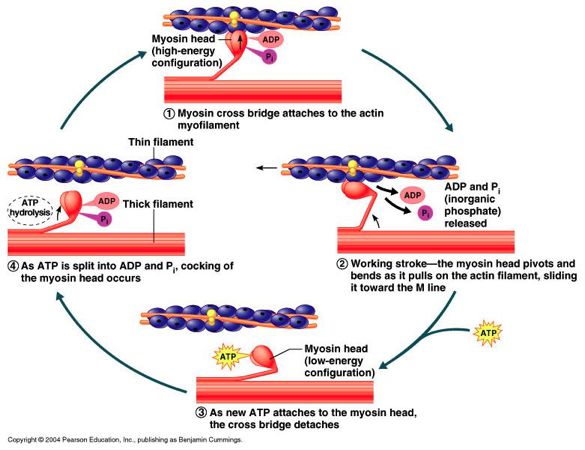 Myosin head
(high-energy
configuration)
ADP
Pi
① Myosin cross bridge attaches to the actin
myofilament
Thin filament
ADP
Pi
ADP and Pi
(inorganic
phosphate)
released
② Working stroke—the myosin head pivots and
bends as it pulls on the actin filament, sliding
it toward the M line
ATP
ATP
Myosin head
(low-energy
configuration)
③ As new ATP attaches to the myosin head,
the cross bridge detaches
ATP
hydrolysis
ADP
Pi
Thick filament
④ As ATP is split into ADP and Pi, cocking of
the myosin head occurs
Copyright © 2004 Pearson Education, Inc., publishing as Benjamin Cummings.